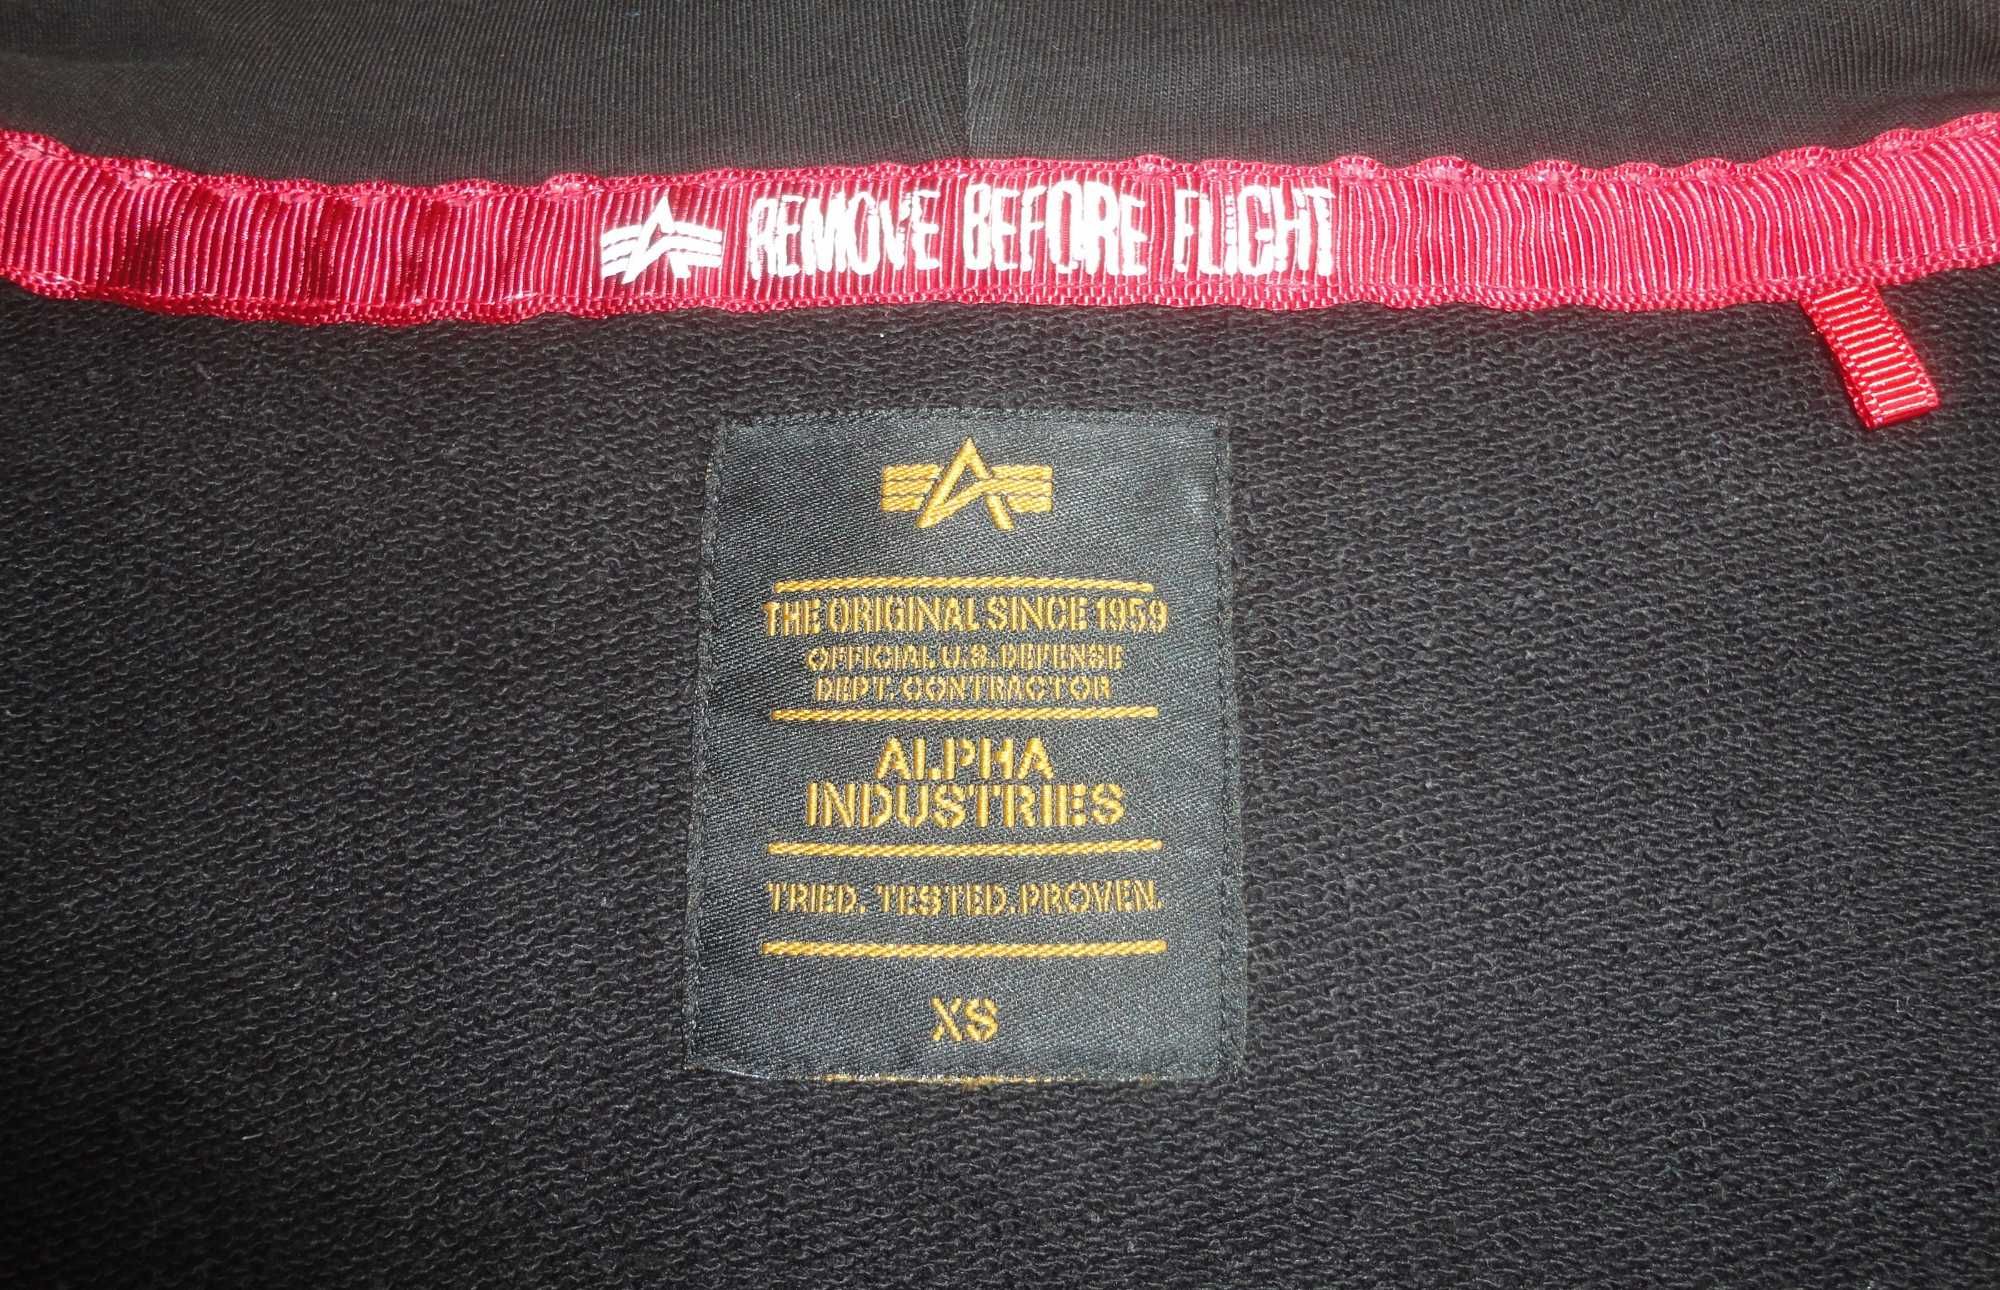 REMOVE BEFORE FLIGHT
THE ORIGINAL SINCE 1959
OFFICIAL U.S. DEFENSE
DEPT. CONTRACTOR
ALPHA
INDUSTRIES
TRIED. TESTED. PROVEN.
XS